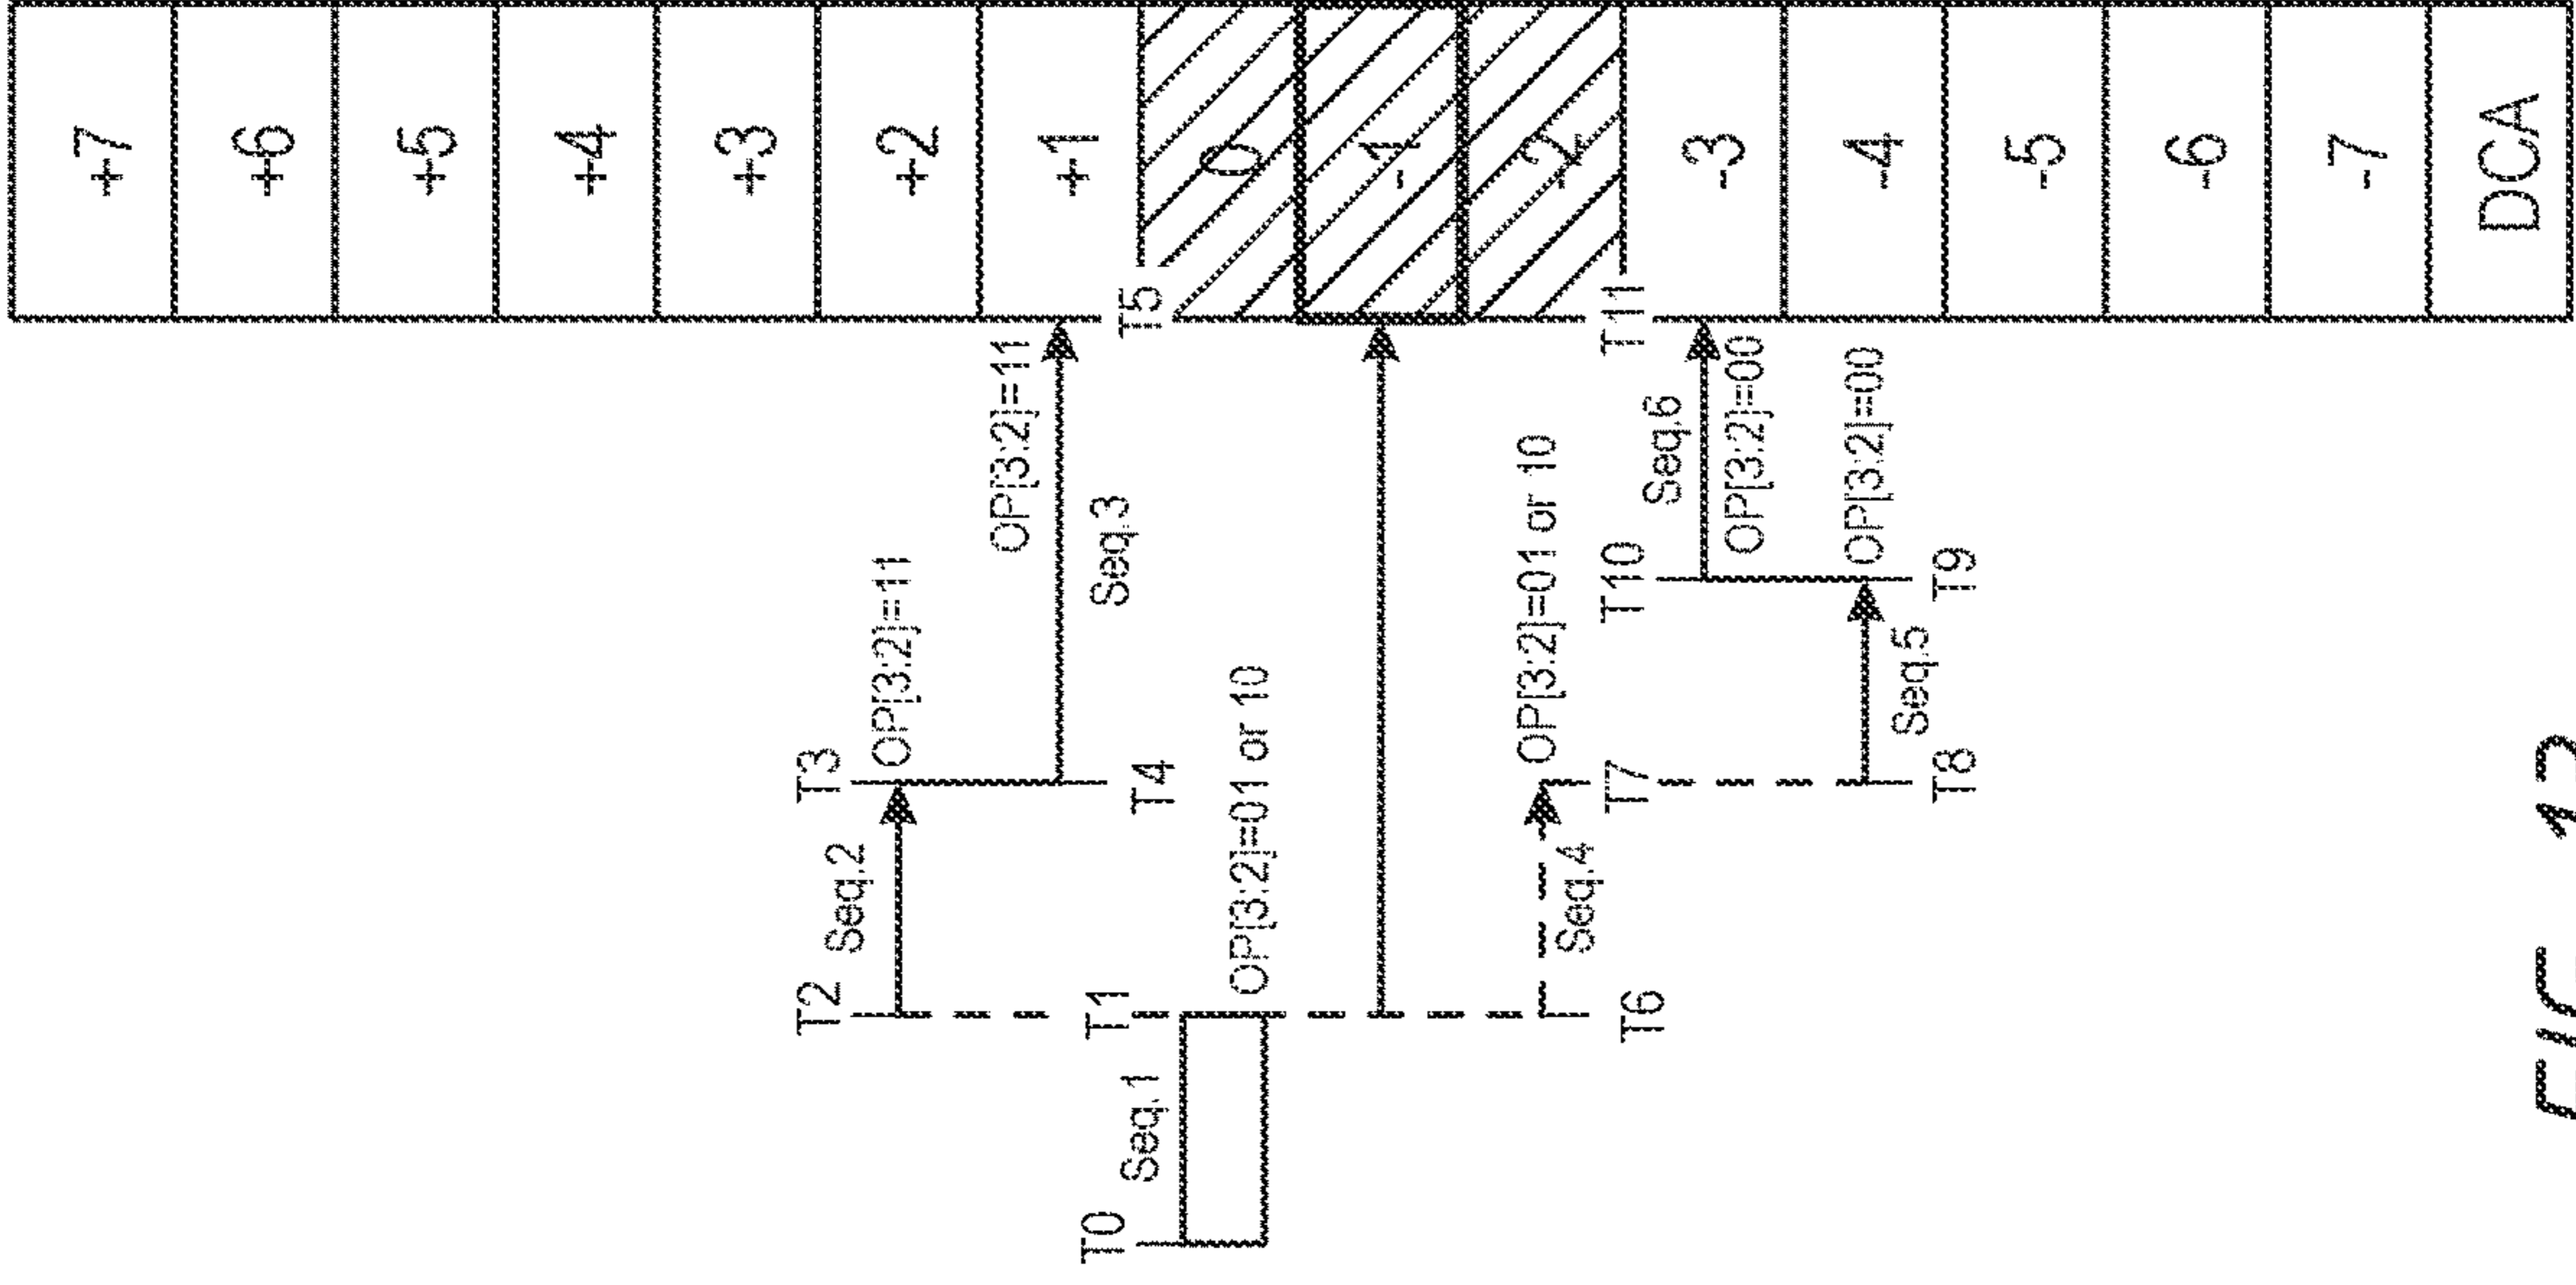 +7
+6
+5
+4
+3
+2
+1
0
-1
-2
-3
-4
-5
-6
-7
DCA
T0
Seq.1
T1
OP[3:2]=01 or 10
T2
Seq.2
T3
OP[3:2]=11
T4
Seq.3
OP[3:2]=11
T5
T6
Seq.4
T7
OP[3:2]=01 or 10
T8
Seq.5
T9
OP[3:2]=00
T10
Seq.6
OP[3:2]=00
T11
FIG.